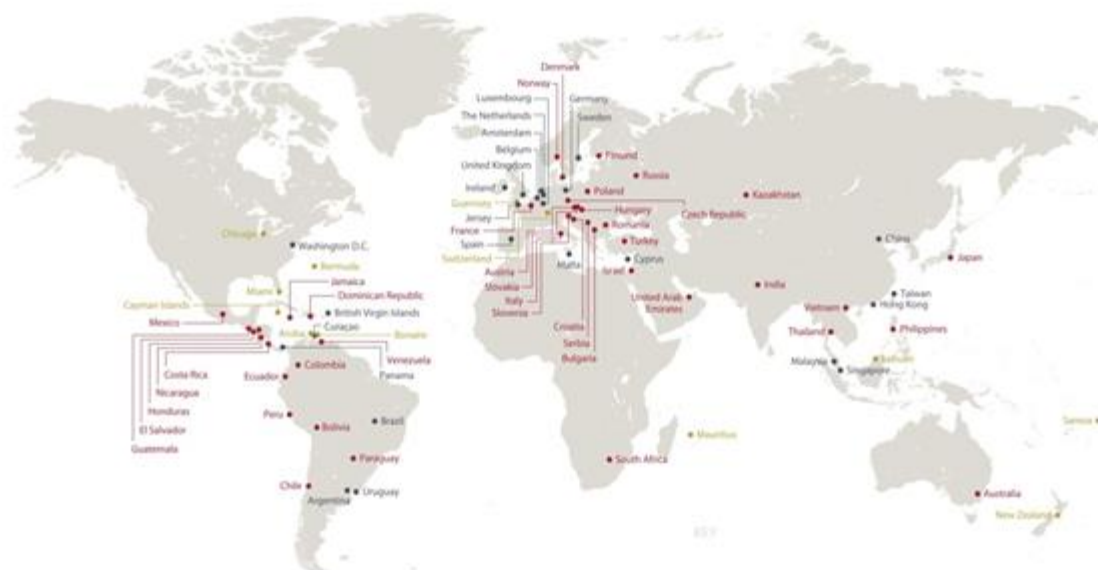 Denmark
Norway
Luxembourg
Germany
The Netherlands
Sweden
Amsterdam
Belgium
Finland
United Kingdom
Russia
Ireland
Poland
Kazakhstan
Guernsey
Hungary
Czech Republic
Jersey
Romania
France
Chicago
Turkey
China
Washington D.C.
Spain
Switzerland
Malta
Cyprus
Japan
Bermuda
Austria
Israel
Jamaica
Slovakia
India
Miami
Dominican Republic
Taiwan
Cayman Islands
Italy
United Arab
Emirates
Hong Kong
British Virgin Islands
Slovenia
Vietnam
Mexico
Curaçao
Croatia
Philippines
Aruba
Bonaire
Thailand
Serbia
Venezuela
Bulgaria
Malaysia
Labuan
Colombia
Singapore
Costa Rica
Ecuador
Panama
Nicaragua
Honduras
Peru
Brazil
Samoa
El Salvador
Bolivia
Mauritius
Guatemala
Paraguay
South Africa
Chile
Uruguay
Argentina
Australia
New Zealand
KEY